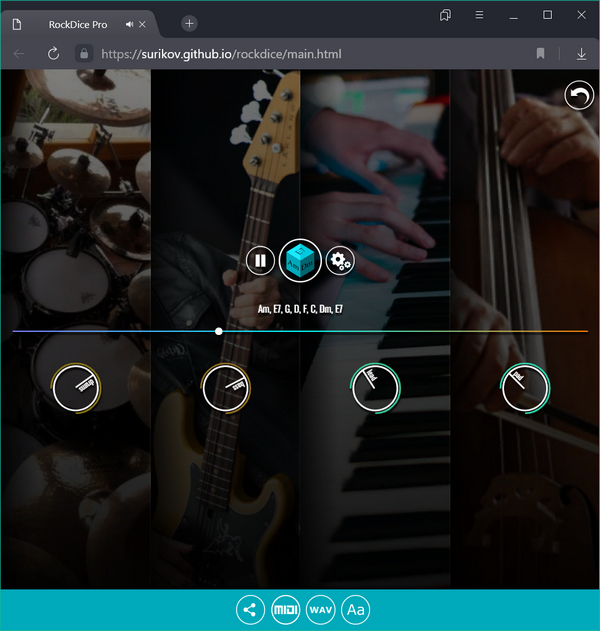 RockDice Pro
https://surikov.github.io/rockdice/main.html
Am, E7, G, D, F, C, Dm, E7
drums
bass
lead
pad
MIDI
WAV
Aa